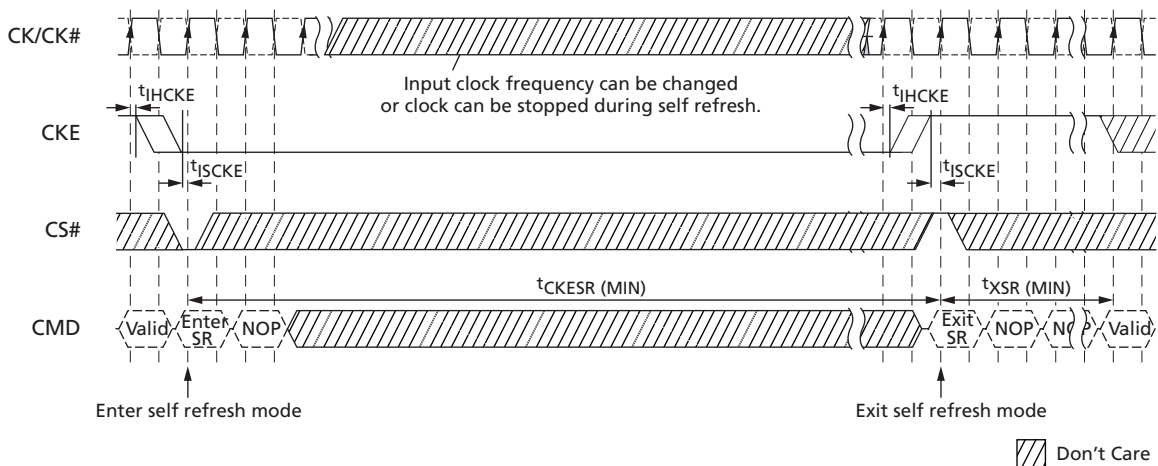 CK/CK#
Input clock frequency can be changed
or clock can be stopped during self refresh.
tIHCKE
tIHCKE
CKE
tISCKE
tISCKE
CS#
tCKESR (MIN)
tXSR (MIN)
CMD
Valid
Enter
SR
NOP
Exit
SR
NOP
NOP
Valid
Enter self refresh mode
Exit self refresh mode
Don't Care